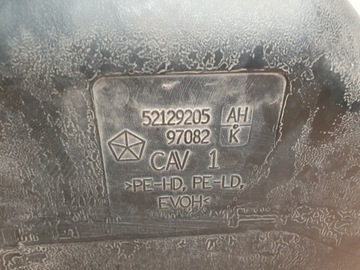 52129205 AH
97082 K
CAV 1
>PE-HD, PE-LD,
EVOH<